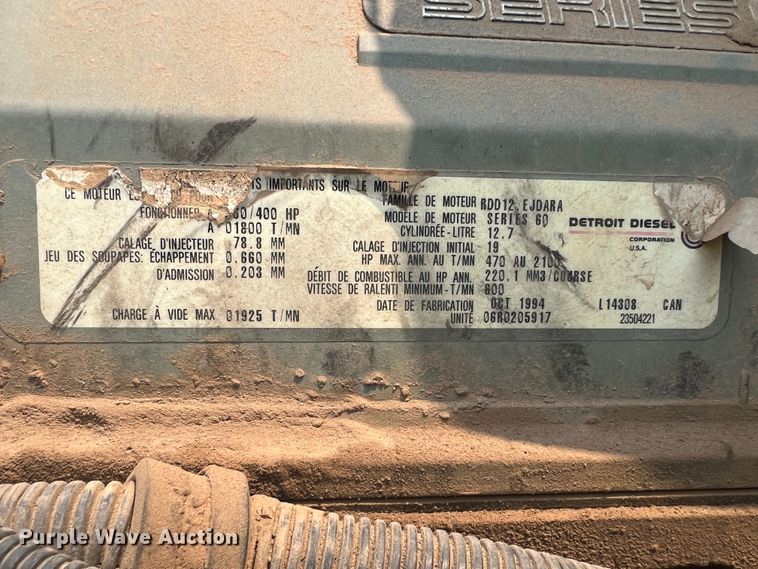 SERIES
CE MOTEUR
IMPORTANTS SUR LE MOTEUR
FONCTIONNER 60/400 HP
A 01800 T/MN
CALAGE D'INJECTEUR 78.8 MM
JEU DES SOUPAPES: ÉCHAPPEMENT 0.660 MM
D'ADMISSION 0.203 MM
CHARGE À VIDE MAX 01925 T/MN
FAMILLE DE MOTEUR RDD12 EJDARA
MODÈLE DE MOTEUR SERIES 60
CYLINDRÉE-LITRE 12.7
CALAGE D'INJECTION INITIAL 19
HP MAX. ANN. AU T/MN 470 AU 2100
DÉBIT DE COMBUSTIBLE AU HP ANN. 220.1 MM3/COURSE
VITESSE DE RALENTI MINIMUM-T/MN 600
DATE DE FABRICATION OCT 1994 L14308 CAN
UNITÉ 06R0205917 23504221
DETROIT DIESEL
CORPORATION
U.S.A.
Purple Wave Auction